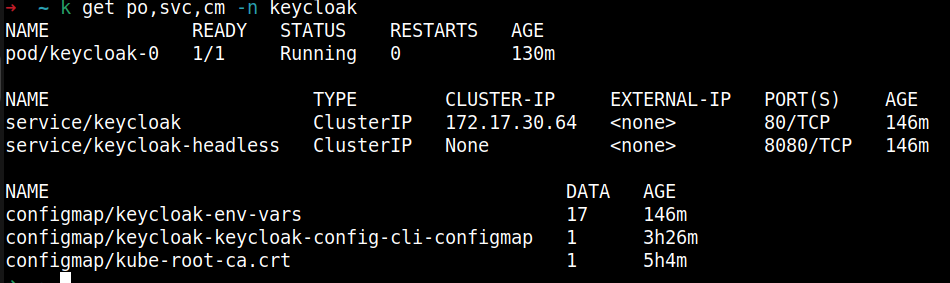 ➜ ~ k get po,svc,cm -n keycloak
NAME READY STATUS RESTARTS AGE
pod/keycloak-0 1/1 Running 0 130m
NAME TYPE CLUSTER-IP EXTERNAL-IP PORT(S) AGE
service/keycloak ClusterIP 172.17.30.64 <none> 80/TCP 146m
service/keycloak-headless ClusterIP None <none> 8080/TCP 146m
NAME DATA AGE
configmap/keycloak-env-vars 17 146m
configmap/keycloak-keycloak-config-cli-configmap 1 3h26m
configmap/kube-root-ca.crt 1 5h4m